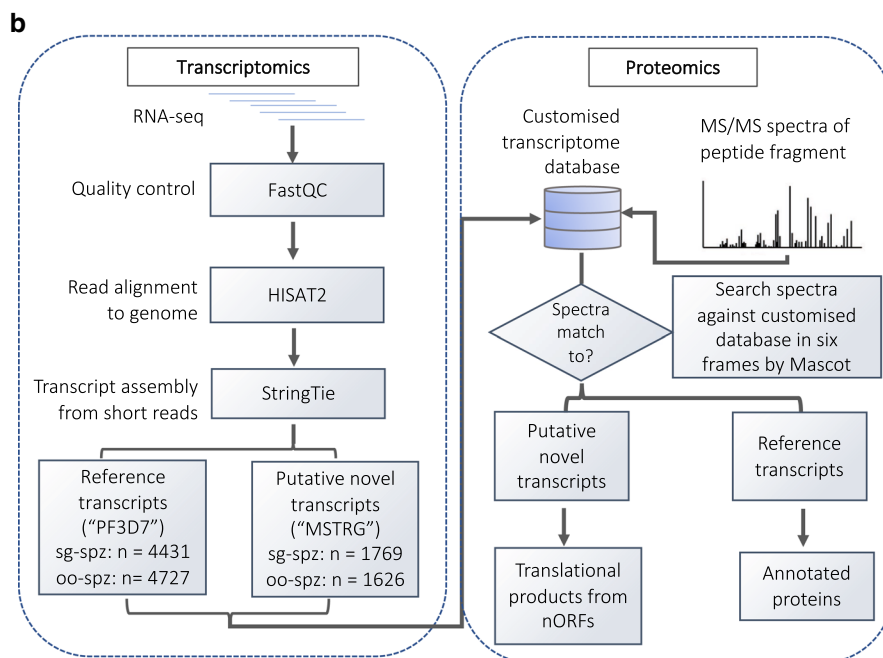 b
Transcriptomics
RNA-seq
Quality control
FastQC
Read alignment
to genome
HISAT2
Transcript assembly
from short reads
StringTie
Reference
transcripts
(“PF3D7”)
sg-spz: n = 4431
oo-spz: n= 4727
Putative novel
transcripts
(“MSTRG”)
sg-spz: n = 1769
oo-spz: n = 1626
Proteomics
Customised
transcriptome
database
MS/MS spectra of
peptide fragment
Spectra
match
to?
Search spectra
against customised
database in six
frames by Mascot
Putative
novel
transcripts
Reference
transcripts
Translational
products from
nORFs
Annotated
proteins